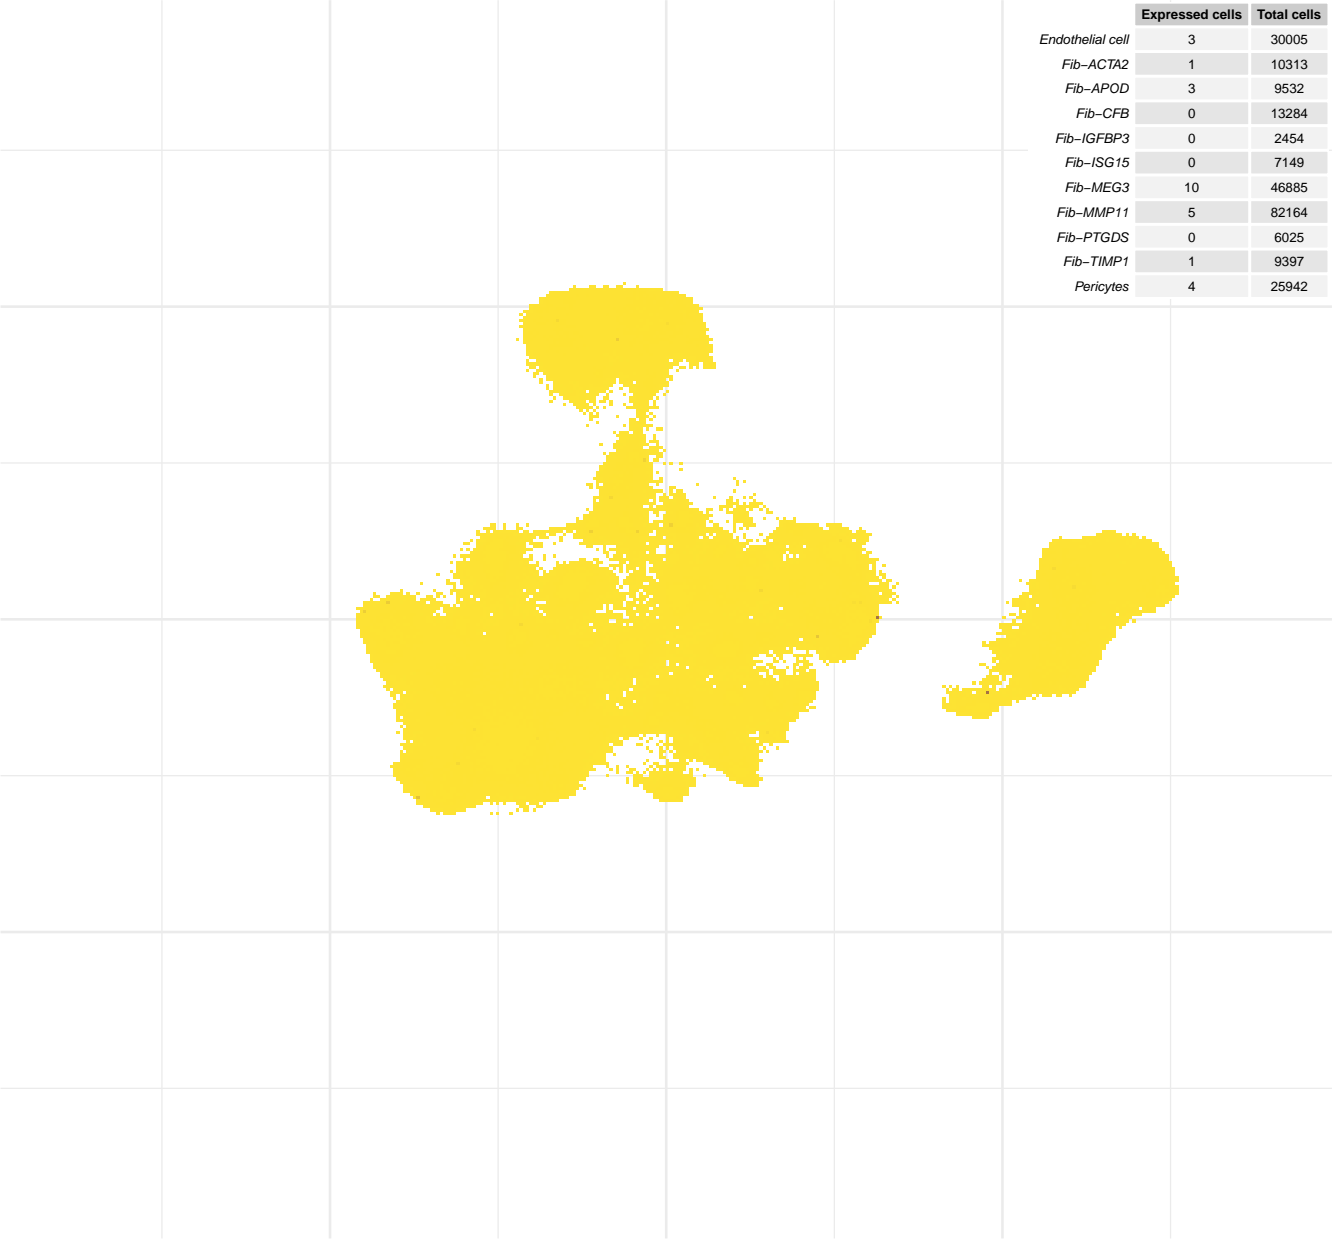 Expressed cells Total cells
Endothelial cell 3 30005
Fib−ACTA2 1 10313
Fib−APOD 3 9532
Fib−CFB 0 13284
Fib−IGFBP3 0 2454
Fib−ISG15 0 7149
Fib−MEG3 10 46885
Fib−MMP11 5 82164
Fib−PTGDS 0 6025
Fib−TIMP1 1 9397
Pericytes 4 25942